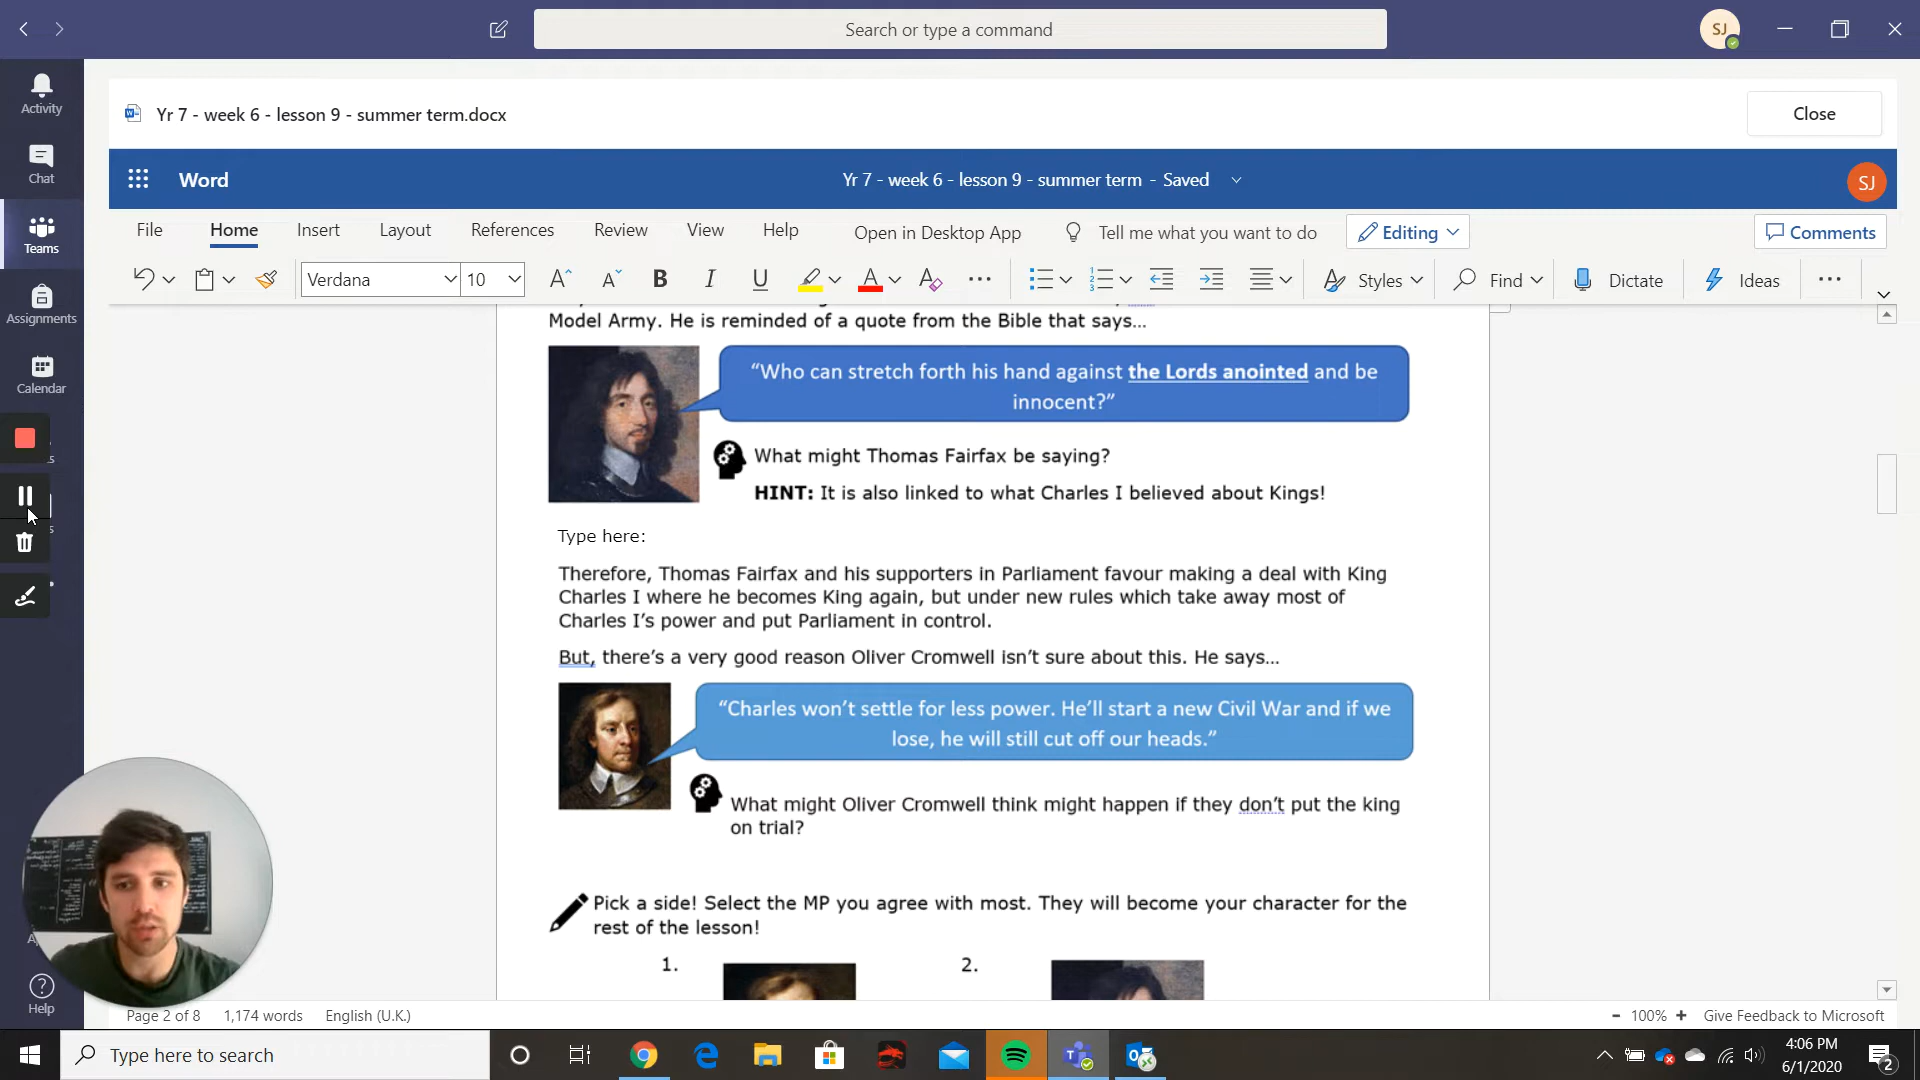 Search or type a command
SJ
Activity
Chat
Teams
Assignments
Calendar
Help
Yr 7 - week 6 - lesson 9 - summer term.docx
Close
Word
Yr 7 - week 6 - lesson 9 - summer term - Saved
SJ
File Home Insert Layout References Review View Help Open in Desktop App Tell me what you want to do Editing Comments
Verdana 10 A A B I U A A Styles Find Dictate Ideas
Model Army. He is reminded of a quote from the Bible that says...
“Who can stretch forth his hand against the Lords anointed and be
innocent?”
What might Thomas Fairfax be saying?
HINT: It is also linked to what Charles I believed about Kings!
Type here:
Therefore, Thomas Fairfax and his supporters in Parliament favour making a deal with King
Charles I where he becomes King again, but under new rules which take away most of
Charles I’s power and put Parliament in control.
But, there’s a very good reason Oliver Cromwell isn’t sure about this. He says...
“Charles won’t settle for less power. He’ll start a new Civil War and if we
lose, he will still cut off our heads.”
What might Oliver Cromwell think might happen if they don’t put the king
on trial?
Pick a side! Select the MP you agree with most. They will become your character for the
rest of the lesson!
1. 2.
Page 2 of 8 1,174 words English (U.K.) - 100% + Give Feedback to Microsoft
Type here to search
4:06 PM
6/1/2020
2